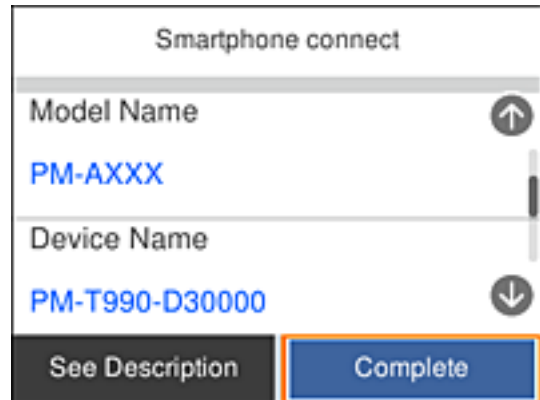 Smartphone connect
Model Name
PM-AXXX
Device Name
PM-T990-D30000
See Description
Complete